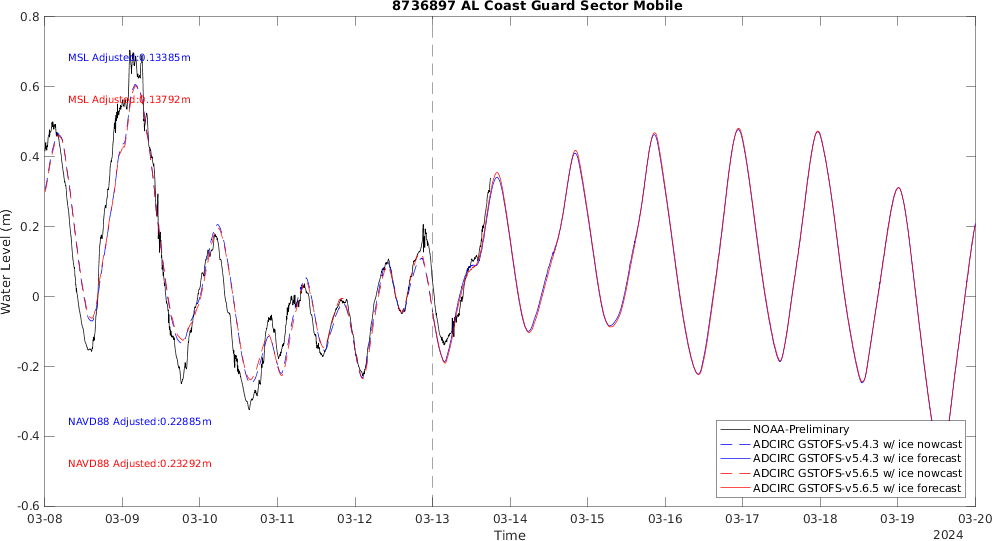 8736897 AL Coast Guard Sector Mobile
0.8
0.6
0.4
0.2
0
-0.2
-0.4
-0.6
Water Level (m)
MSL Adjusted:0.13385m
MSL Adjusted:0.13792m
NAVD88 Adjusted:0.22885m
NAVD88 Adjusted:0.23292m
NOAA-Preliminary
ADCIRC GSTOFS-v5.4.3 w/ ice nowcast
ADCIRC GSTOFS-v5.4.3 w/ ice forecast
ADCIRC GSTOFS-v5.6.5 w/ ice nowcast
ADCIRC GSTOFS-v5.6.5 w/ ice forecast
03-08 03-09 03-10 03-11 03-12 03-13 03-14 03-15 03-16 03-17 03-18 03-19 03-20
Time
2024